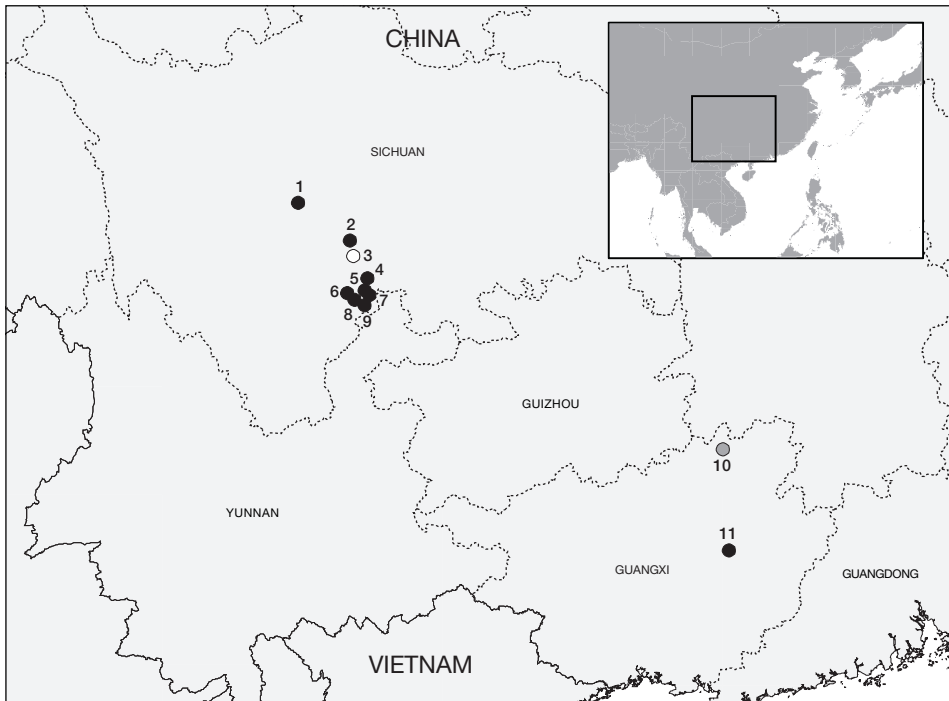 CHINA
SICHUAN
1
2
3
4
5
6
7
8
9
GUIZHOU
10
YUNNAN
11
GUANGXI
GUANGDONG
VIETNAM